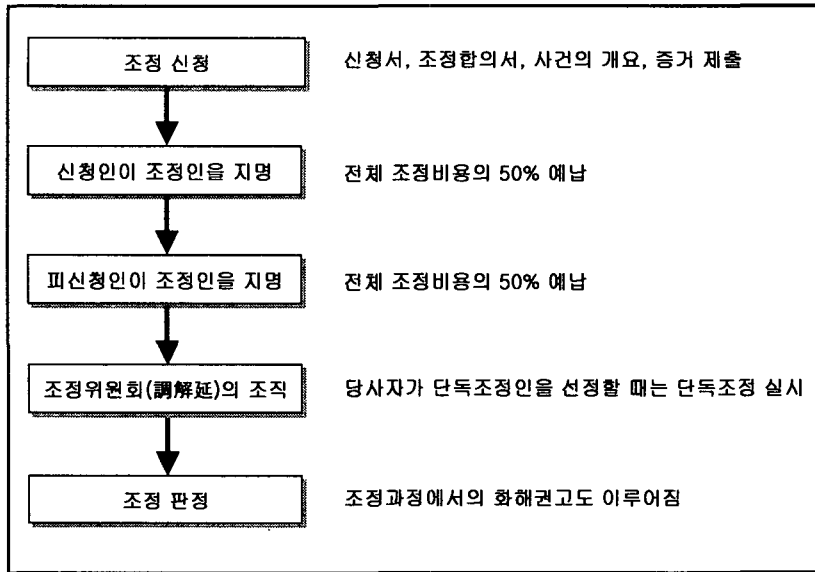 조정 신청 신청서, 조정합의서, 사건의 개요, 증거 제출
신청인이 조정인을 지명 전체 조정비용의 50% 예납
피신청인이 조정인을 지명 전체 조정비용의 50% 예납
조정위원회(調解延)의 조직 당사자가 단독조정인을 선정할 때는 단독조정 실시
조정 판정 조정과정에서의 화해권고도 이루어짐